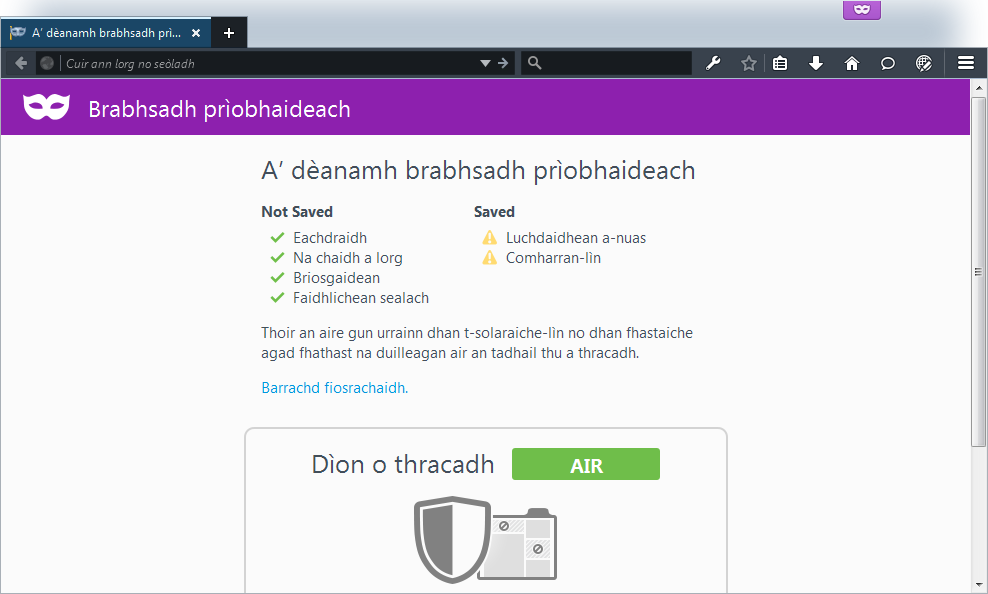 A’ dèanamh brabhsadh prì...
Cuir ann lorg no seòladh
Brabhsadh prìobhaideach
A’ dèanamh brabhsadh prìobhaideach
Not Saved
Eachdraidh
Na chaidh a lorg
Briosgaidean
Faidhlichean sealach
Saved
Luchdaidhean a-nuas
Comharran-lìn
Thoir an aire gun urrainn dhan t-solaraiche-lìn no dhan fhastaiche
agad fhathast na duilleagan air an tadhail thu a thracadh.
Barrachd fiosrachaidh.
Dìon o thracadh
AIR